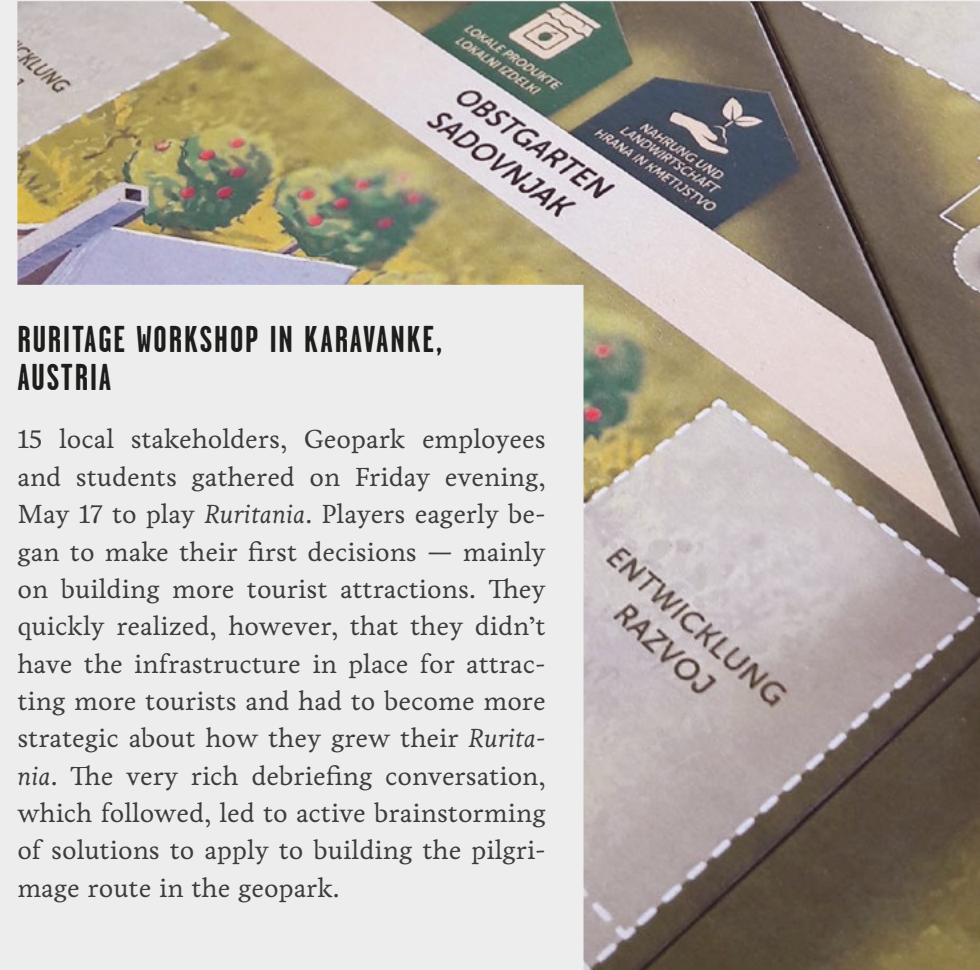 CKLUNG
LOKALE PRODUKTE
LOKALNI IZDELKI
OBSTGARTEN
SADOVNJAK
NAHRUNG UND
LANDWIRTSCHAFT
HRANA IN KMETIJSTVO
RURITAGE WORKSHOP IN KARAVANKE,
AUSTRIA
15 local stakeholders, Geopark employees
and students gathered on Friday evening,
May 17 to play Ruritania. Players eagerly be-
gan to make their first decisions — mainly
on building more tourist attractions. They
quickly realized, however, that they didn’t
have the infrastructure in place for attrac-
ting more tourists and had to become more
strategic about how they grew their Rurita-
nia. The very rich debriefing conversation,
which followed, led to active brainstorming
of solutions to apply to building the pilgri-
mage route in the geopark.
ENTWICKLUNG
RAZVOJ